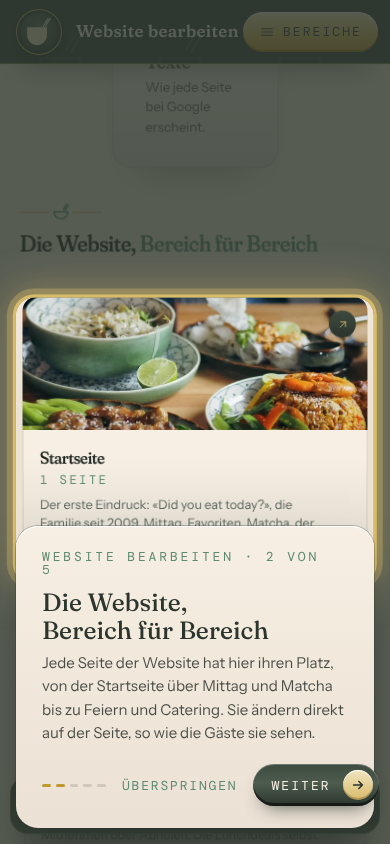 Website bearbeiten
BEREICHE
Texte
Wie jede Seite
bei Google
erscheint.
Die Website, Bereich für Bereich
Startseite
1 SEITE
Der erste Eindruck: «Did you eat today?», die
Familie seit 2009, Mittag, Favoriten, Matcha, der
WEBSITE BEARBEITEN · 2 VON
5
Die Website,
Bereich für Bereich
Jede Seite der Website hat hier ihren Platz,
von der Startseite über Mittag und Matcha
bis zu Feiern und Catering. Sie ändern direkt
auf der Seite, so wie die Gäste sie sehen.
ÜBERSPRINGEN
WEITER